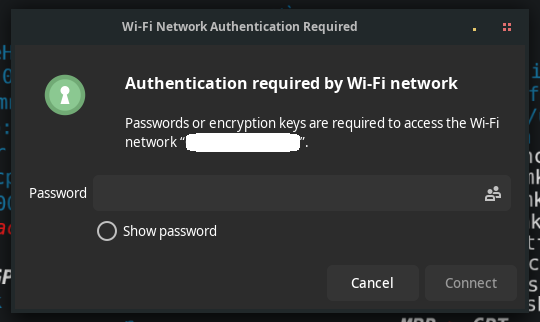 Wi-Fi Network Authentication Required
Authentication required by Wi-Fi network
Passwords or encryption keys are required to access the Wi-Fi
network “ ”.
Password
Show password
Cancel
Connect